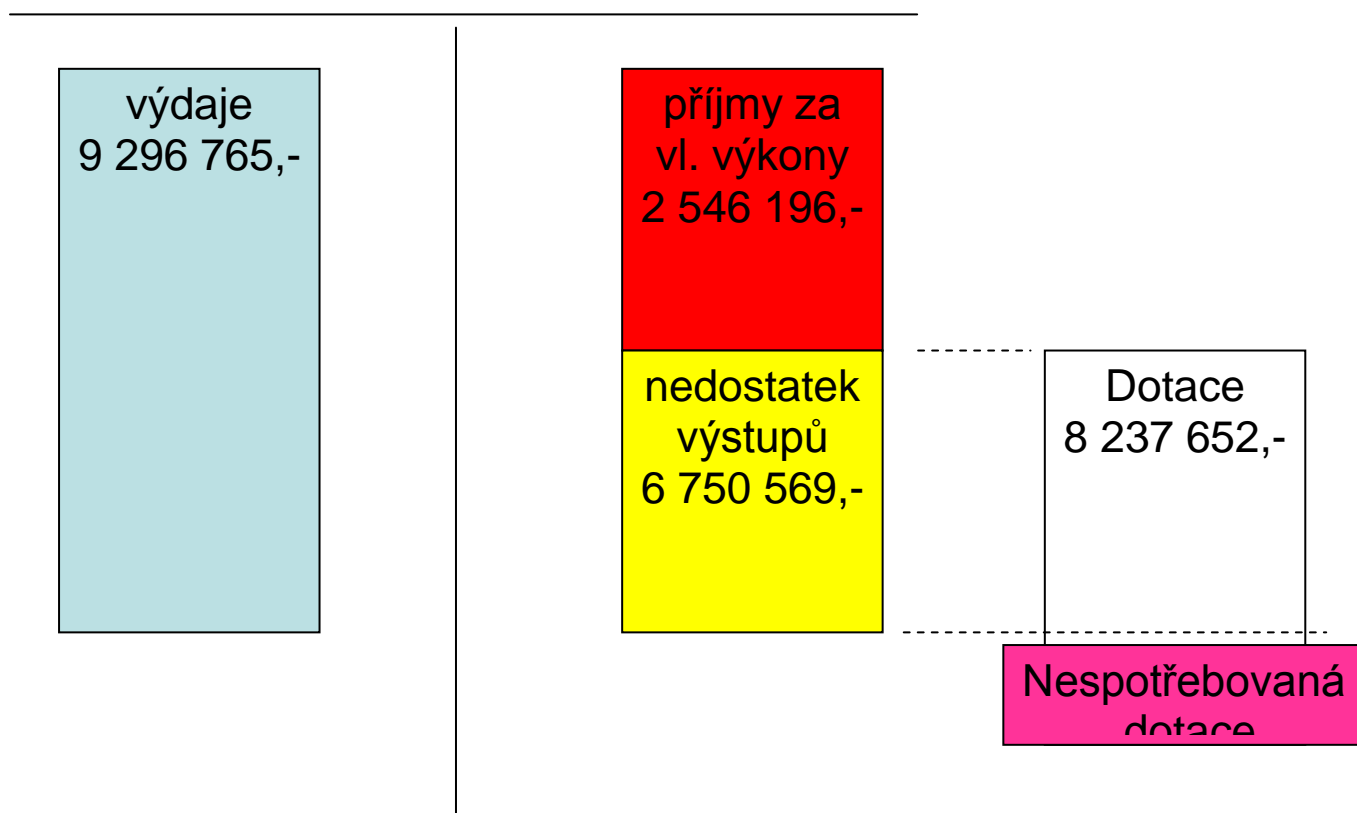 výdaje
9 296 765,-
příjmy za
vl. výkony
2 546 196,-
nedostatek
výstupů
6 750 569,-
Dotace
8 237 652,-
Nespotřebovaná
dotace